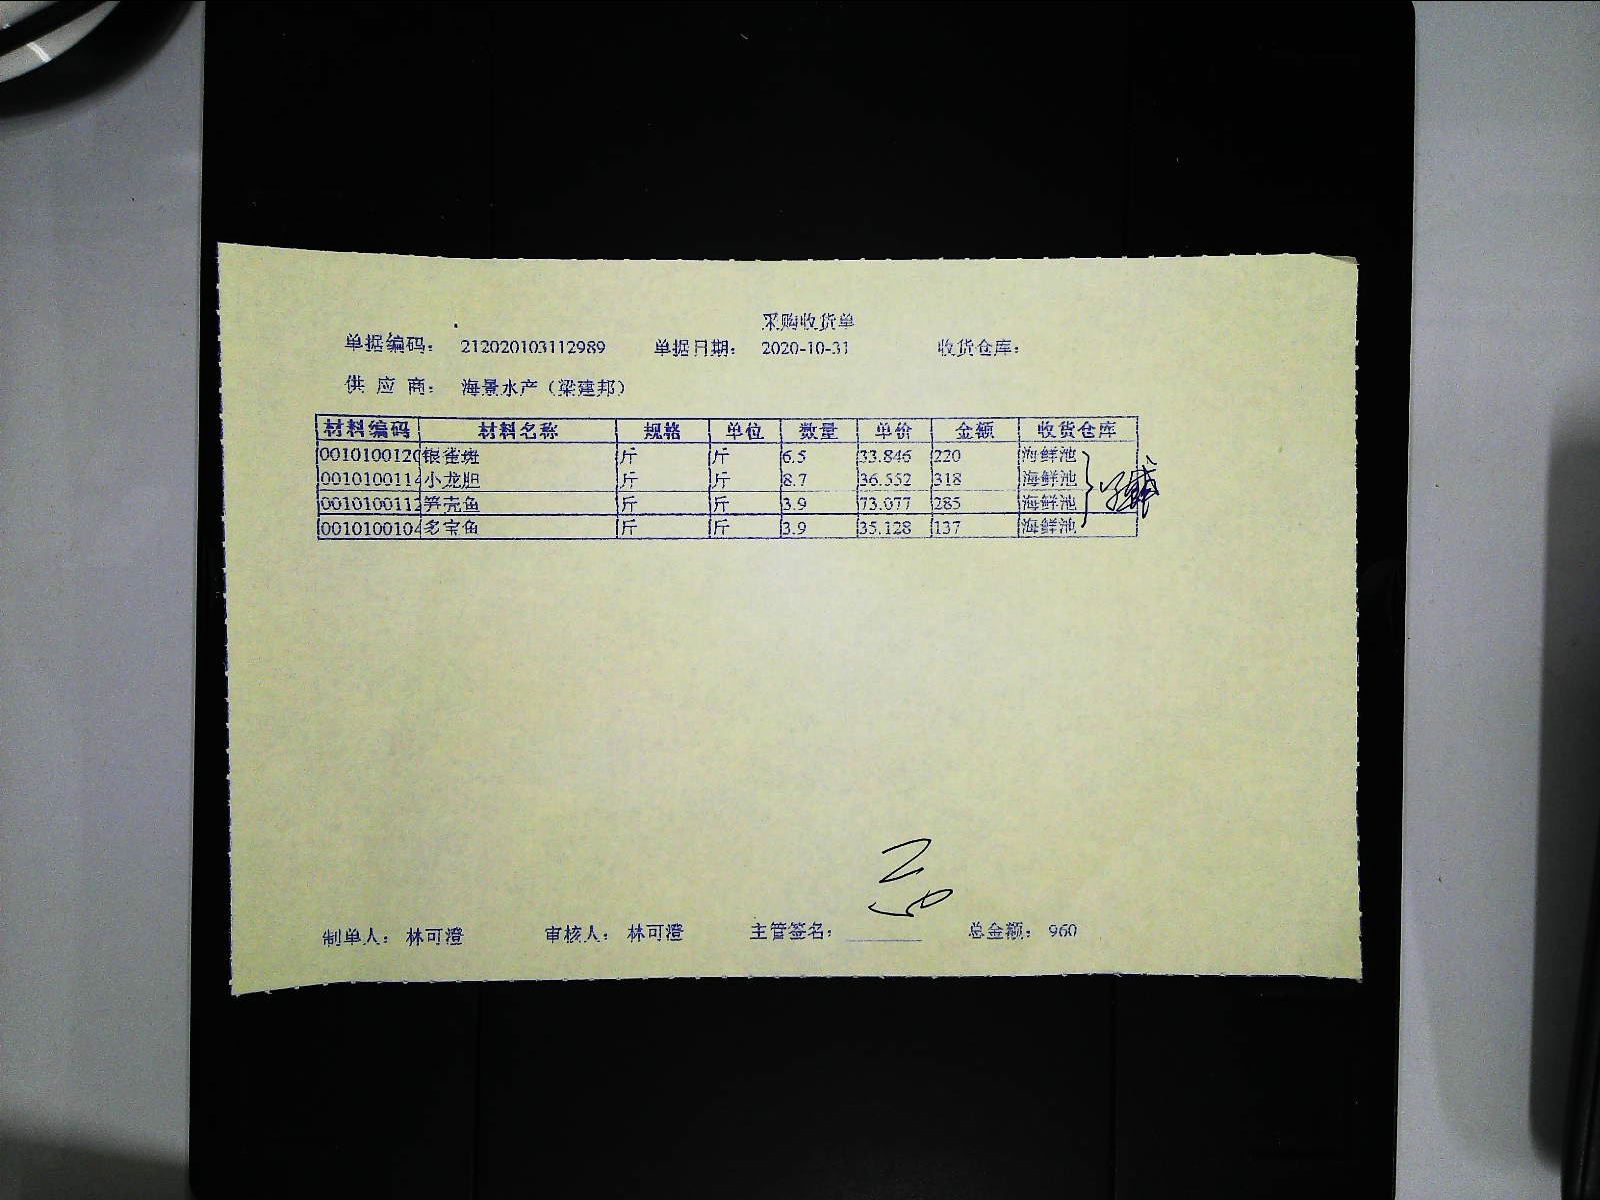 采购收货单
单据编码： 212020103112989 单据日期： 2020-10-31 收货仓库：
供 应 商： 海景水产（梁建邦）
材料编码 材料名称 规格 单位 数量 单价 金额 收货仓库
0010100120 银雀斑 斤 斤 6.5 33.846 220 海鲜池
0010100114 小龙胆 斤 斤 8.7 36.552 318 海鲜池
0010100112 笋壳鱼 斤 斤 3.9 73.077 285 海鲜池
0010100104 多宝鱼 斤 斤 3.9 35.128 137 海鲜池
制单人： 林可澄 审核人： 林可澄 主管签名： 总金额： 960